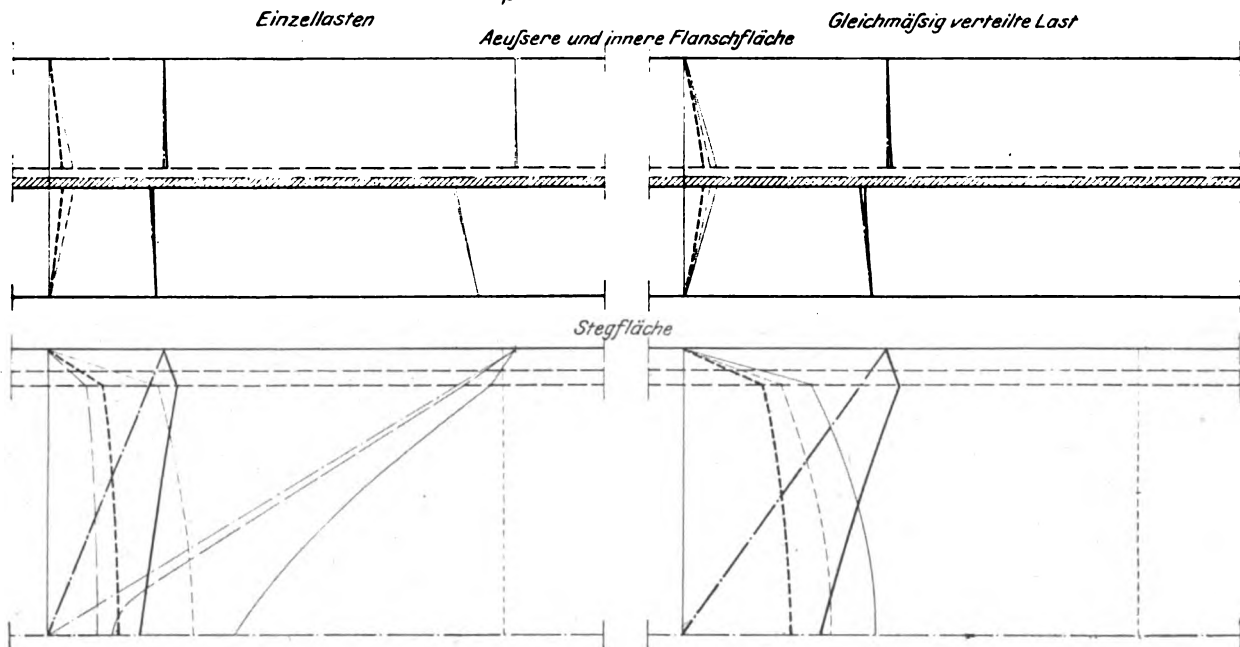 Einzellasten
Gleichmäßig verteilte Last
Aeußere und innere Flanschfläche
Stegfläche